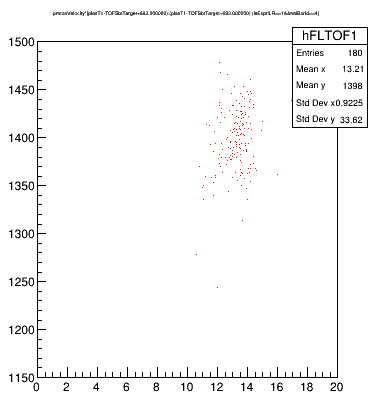 hFLTOF1
Entries 180
Mean x 13.21
Mean y 1398
Std Dev x 0.9225
Std Dev y 33.62
1500
1450
1400
1350
1300
1250
1200
1150
0 2 4 6 8 10 12 14 16 18 20